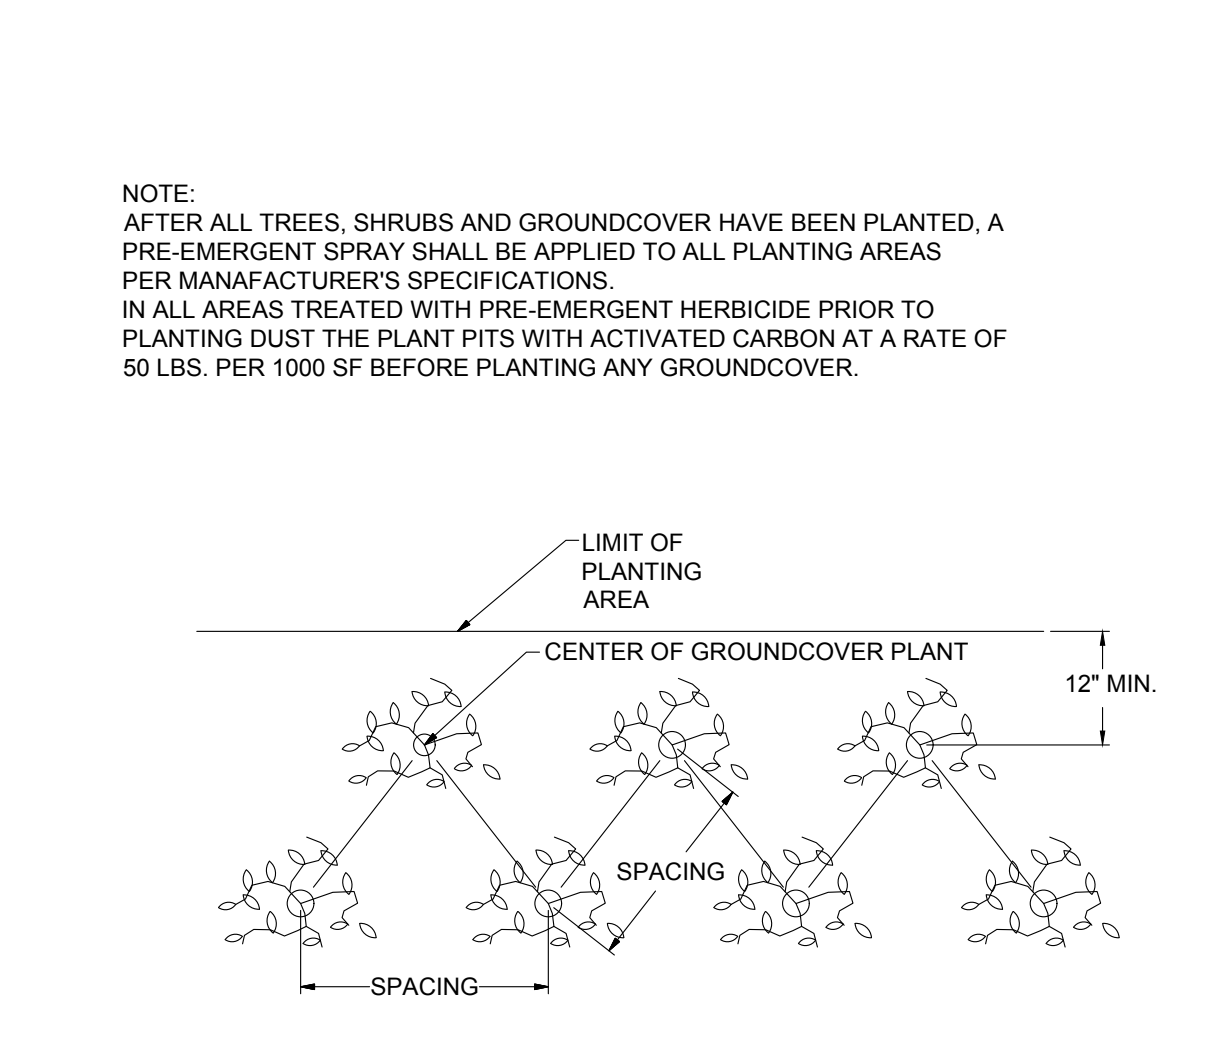 NOTE:
AFTER ALL TREES, SHRUBS AND GROUNDCOVER HAVE BEEN PLANTED, A
PRE-EMERGENT SPRAY SHALL BE APPLIED TO ALL PLANTING AREAS
PER MANAFACTURER'S SPECIFICATIONS.
IN ALL AREAS TREATED WITH PRE-EMERGENT HERBICIDE PRIOR TO
PLANTING DUST THE PLANT PITS WITH ACTIVATED CARBON AT A RATE OF
50 LBS. PER 1000 SF BEFORE PLANTING ANY GROUNDCOVER.
LIMIT OF
PLANTING
AREA
CENTER OF GROUNDCOVER PLANT
12" MIN.
SPACING
SPACING